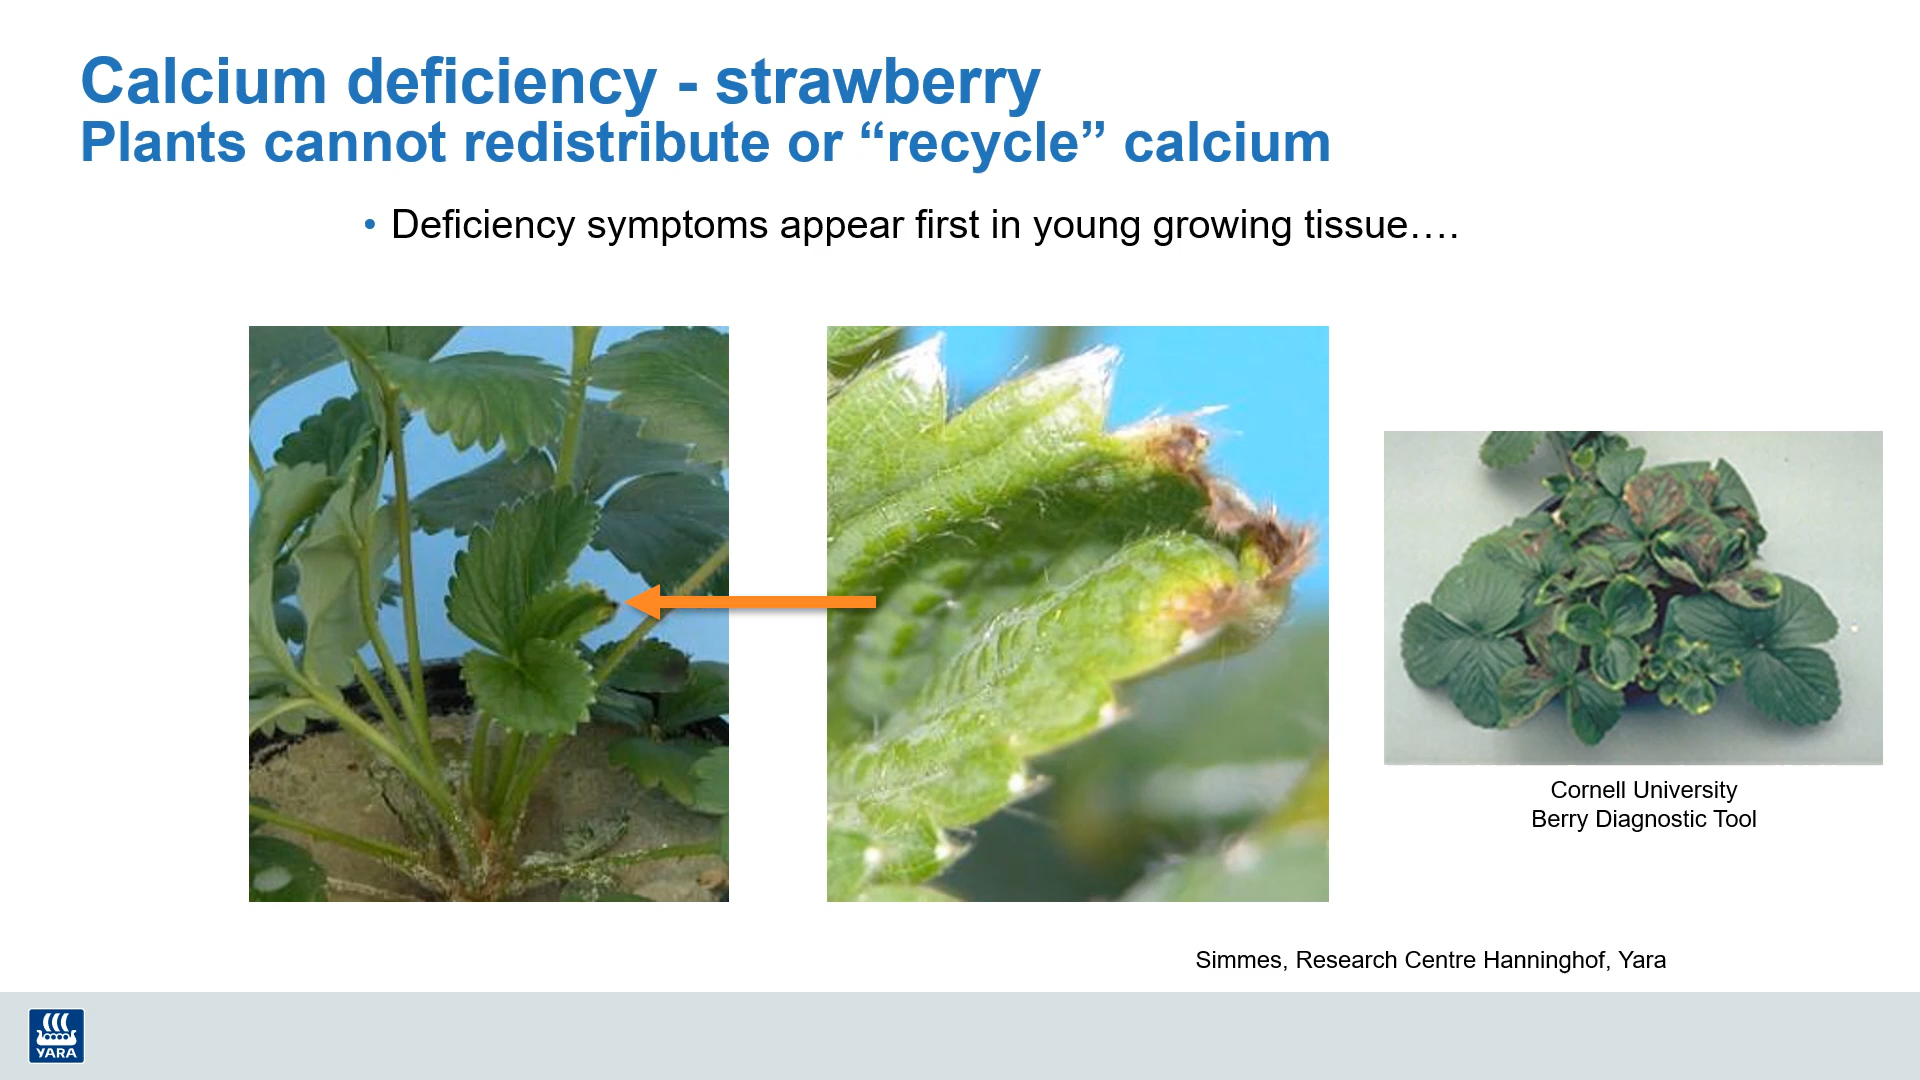 Calcium deficiency - strawberry
Plants cannot redistribute or “recycle” calcium
• Deficiency symptoms appear first in young growing tissue….
Cornell University
Berry Diagnostic Tool
Simmes, Research Centre Hanninghof, Yara
YARA